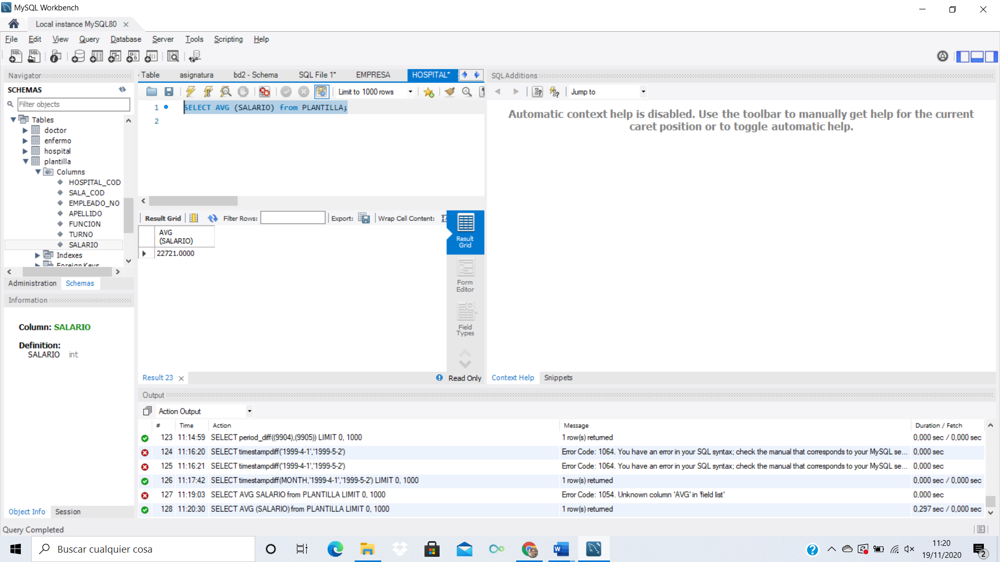 MySQL Workbench
Local instance MySQL80
File Edit View Query Database Server Tools Scripting Help
Navigator
SCHEMAS
Filter objects
Tables
doctor
enfermo
hospital
plantilla
Columns
HOSPITAL_COD
SALA_COD
EMPLEADO_NO
APELLIDO
FUNCION
TURNO
SALARIO
Indexes
Foreign Keys
Administration Schemas
Information
Column: SALARIO
Definition:
SALARIO int
Object Info Session
Table asignatura bd2 - Schema SQL File 1* EMPRESA HOSPITAL*
Limit to 1000 rows
1 SELECT AVG (SALARIO) from PLANTILLA;
2
Result Grid Filter Rows: Export: Wrap Cell Content:
AVG
(SALARIO)
22721.0000
Result
Grid
Form
Editor
Field
Types
Result 23 Read Only
SQLAdditions
Jump to
Automatic context help is disabled. Use the toolbar to manually get help for the current
caret position or to toggle automatic help.
Context Help Snippets
Output
Action Output
# Time Action Message Duration / Fetch
123 11:14:59 SELECT period_diff((9904),(9905)) LIMIT 0, 1000 1 row(s) returned 0,000 sec / 0,000 sec
124 11:16:20 SELECT timestampdiff('1999-4-1','1999-5-2') Error Code: 1064. You have an error in your SQL syntax; check the manual that corresponds to your MySQL se... 0,000 sec
125 11:16:21 SELECT timestampdiff('1999-4-1','1999-5-2') Error Code: 1064. You have an error in your SQL syntax; check the manual that corresponds to your MySQL se... 0,000 sec
126 11:17:42 SELECT timestampdiff(MONTH,'1999-4-1','1999-5-2') LIMIT 0, 1000 1 row(s) returned 0,000 sec / 0,000 sec
127 11:19:03 SELECT AVG SALARIO from PLANTILLA LIMIT 0, 1000 Error Code: 1054. Unknown column 'AVG' in 'field list' 0,000 sec
128 11:20:30 SELECT AVG (SALARIO) from PLANTILLA LIMIT 0, 1000 1 row(s) returned 0,297 sec / 0,000 sec
Query Completed
Buscar cualquier cosa
11:20
19/11/2020
2